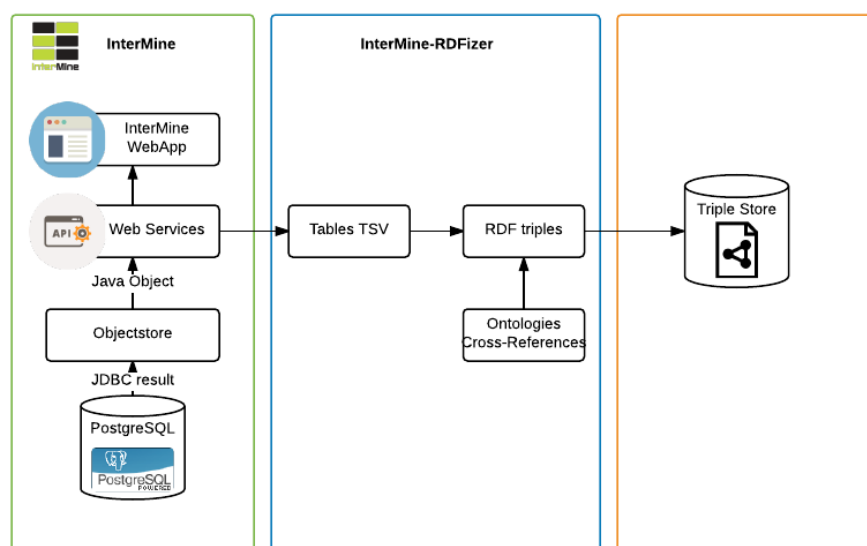 InterMine
InterMine
InterMine-RDFizer
InterMine
WebApp
API
Web Services
Tables TSV
RDF triples
Triple Store
Java Object
Objectstore
Ontologies
Cross-References
JDBC result
PostgreSQL
PostgreSQL
POWERED